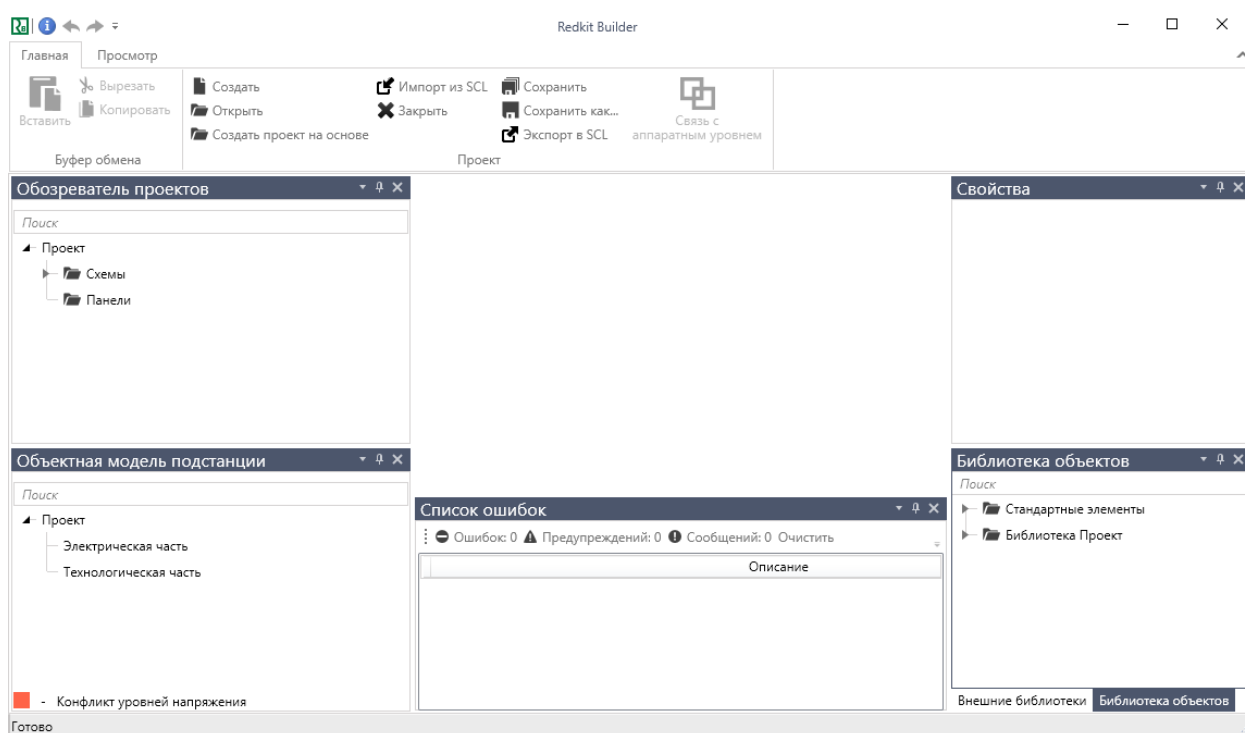 Redkit Builder
Главная Просмотр
Вставить
Вырезать
Копировать
Буфер обмена
Создать
Открыть
Создать проект на основе
Импорт из SCL
Закрыть
Сохранить
Сохранить как...
Экспорт в SCL
Связь с
аппаратным уровнем
Проект
Обозреватель проектов
Поиск
Проект
Схемы
Панели
Объектная модель подстанции
Поиск
Проект
Электрическая часть
Технологическая часть
- Конфликт уровней напряжения
Список ошибок
Ошибок: 0 Предупреждений: 0 Сообщений: 0 Очистить
Описание
Свойства
Библиотека объектов
Поиск
Стандартные элементы
Библиотека Проект
Внешние библиотеки Библиотека объектов
Готово